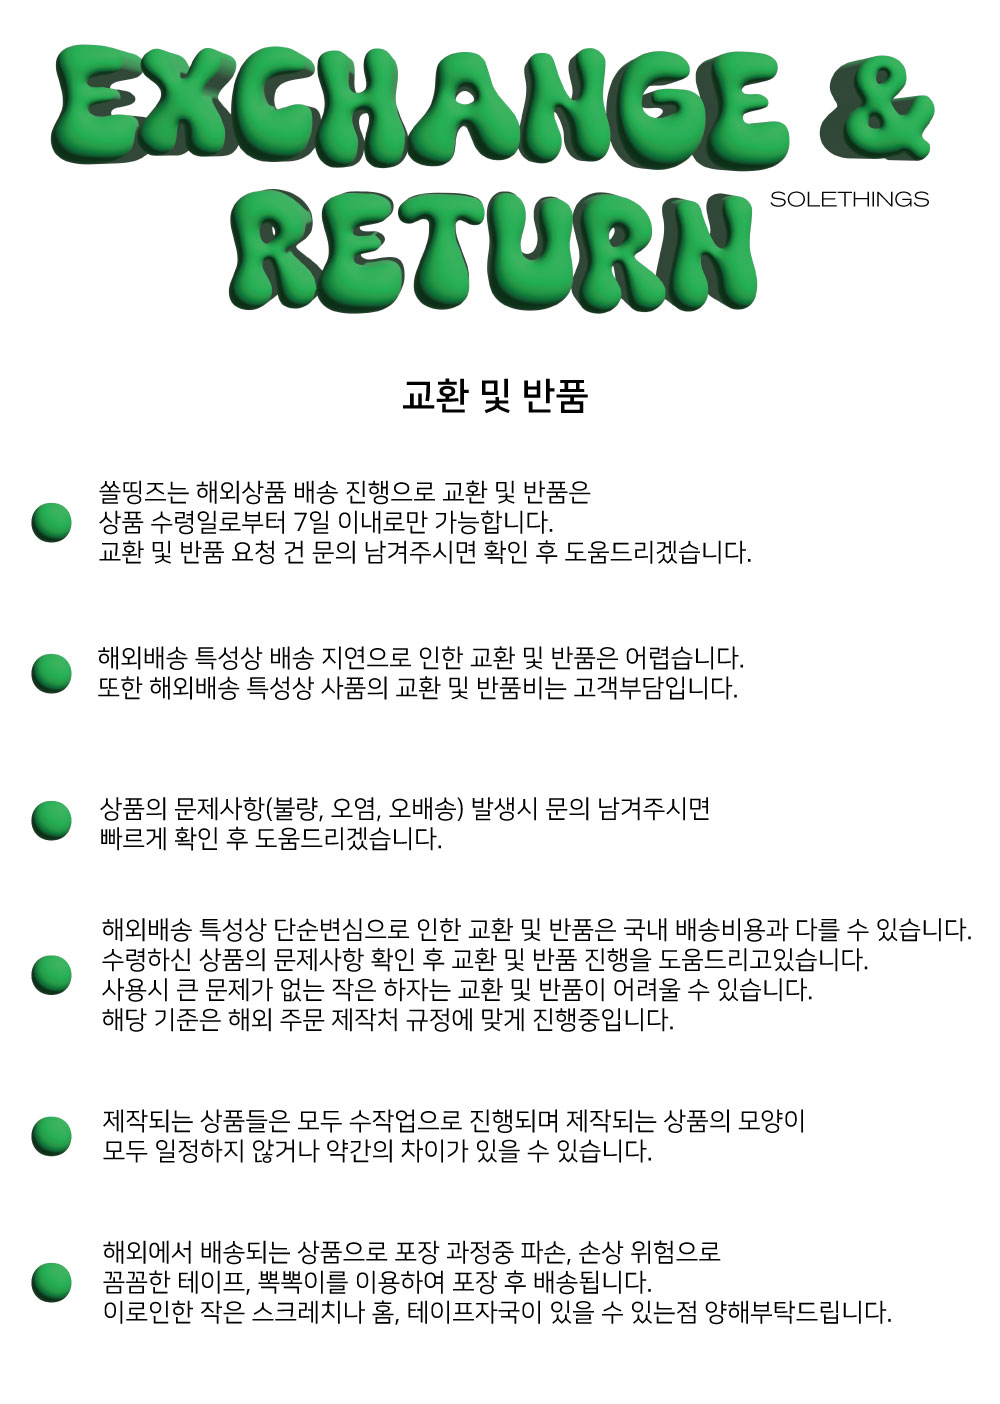 EXCHANGE &
RETURN
SOLETHINGS
교환 및 반품
쏠띵즈는 해외상품 배송 진행으로 교환 및 반품은
상품 수령일로부터 7일 이내로만 가능합니다.
교환 및 반품 요청 건 문의 남겨주시면 확인 후 도움드리겠습니다.
해외배송 특성상 배송 지연으로 인한 교환 및 반품은 어렵습니다.
또한 해외배송 특성상 사품의 교환 및 반품비는 고객부담입니다.
상품의 문제사항(불량, 오염, 오배송) 발생시 문의 남겨주시면
빠르게 확인 후 도움드리겠습니다.
해외배송 특성상 단순변심으로 인한 교환 및 반품은 국내 배송비용과 다를 수 있습니다.
수령하신 상품의 문제사항 확인 후 교환 및 반품 진행을 도움드리고있습니다.
사용시 큰 문제가 없는 작은 하자는 교환 및 반품이 어려울 수 있습니다.
해당 기준은 해외 주문 제작처 규정에 맞게 진행중입니다.
제작되는 상품들은 모두 수작업으로 진행되며 제작되는 상품의 모양이
모두 일정하지 않거나 약간의 차이가 있을 수 있습니다.
해외에서 배송되는 상품으로 포장 과정중 파손, 손상 위험으로
꼼꼼한 테이프, 뽁뽁이를 이용하여 포장 후 배송됩니다.
이로인한 작은 스크레치나 홈, 테이프자국이 있을 수 있는점 양해부탁드립니다.